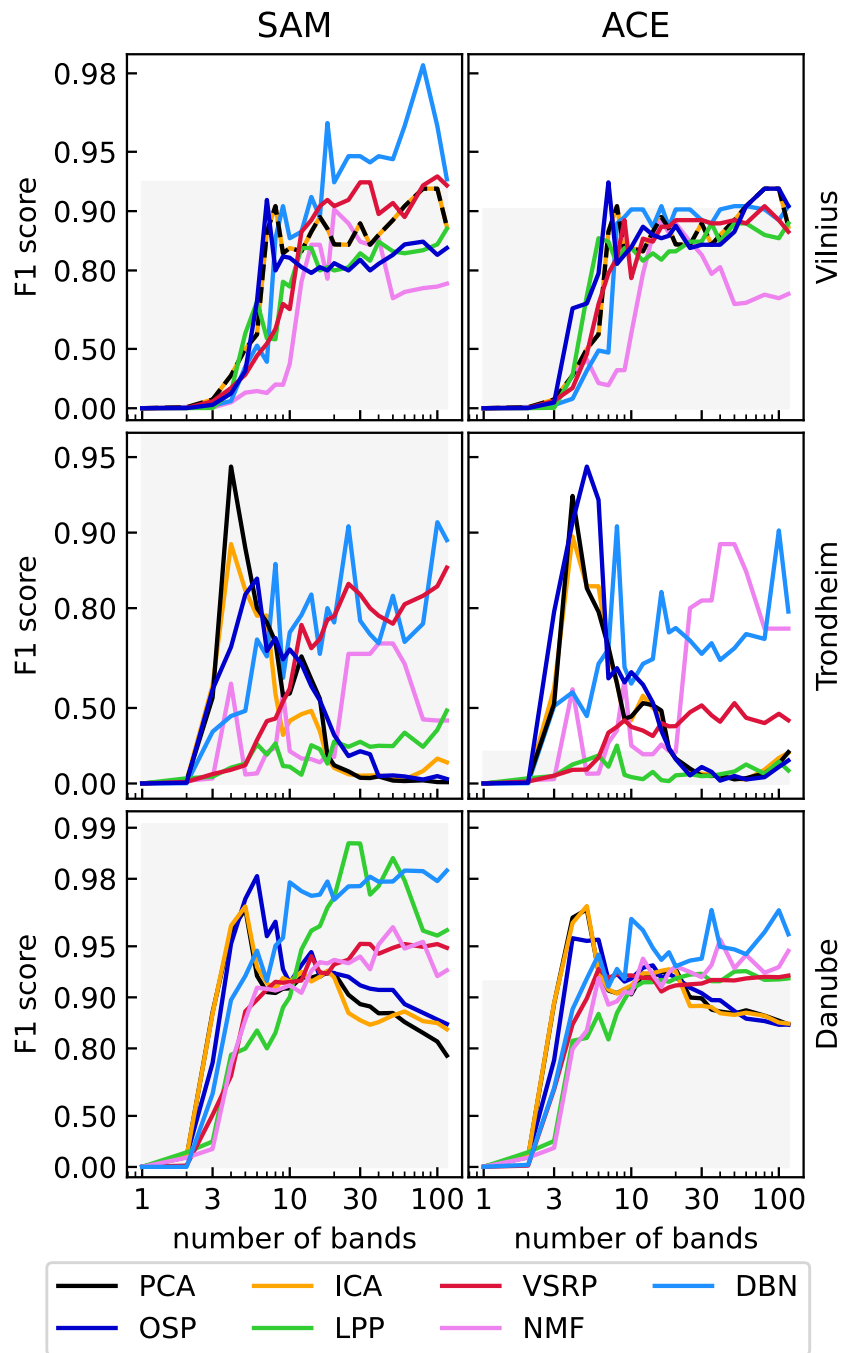 SAM ACE
0.98
0.95
0.90
0.80
0.50
0.00
F1 score
Vilnius
0.95
0.90
0.80
0.50
0.00
F1 score
Trondheim
0.99
0.98
0.95
0.90
0.80
0.50
0.00
F1 score
Danube
1 3 10 30 100 1 3 10 30 100
number of bands number of bands
PCA ICA VSRP DBN
OSP LPP NMF